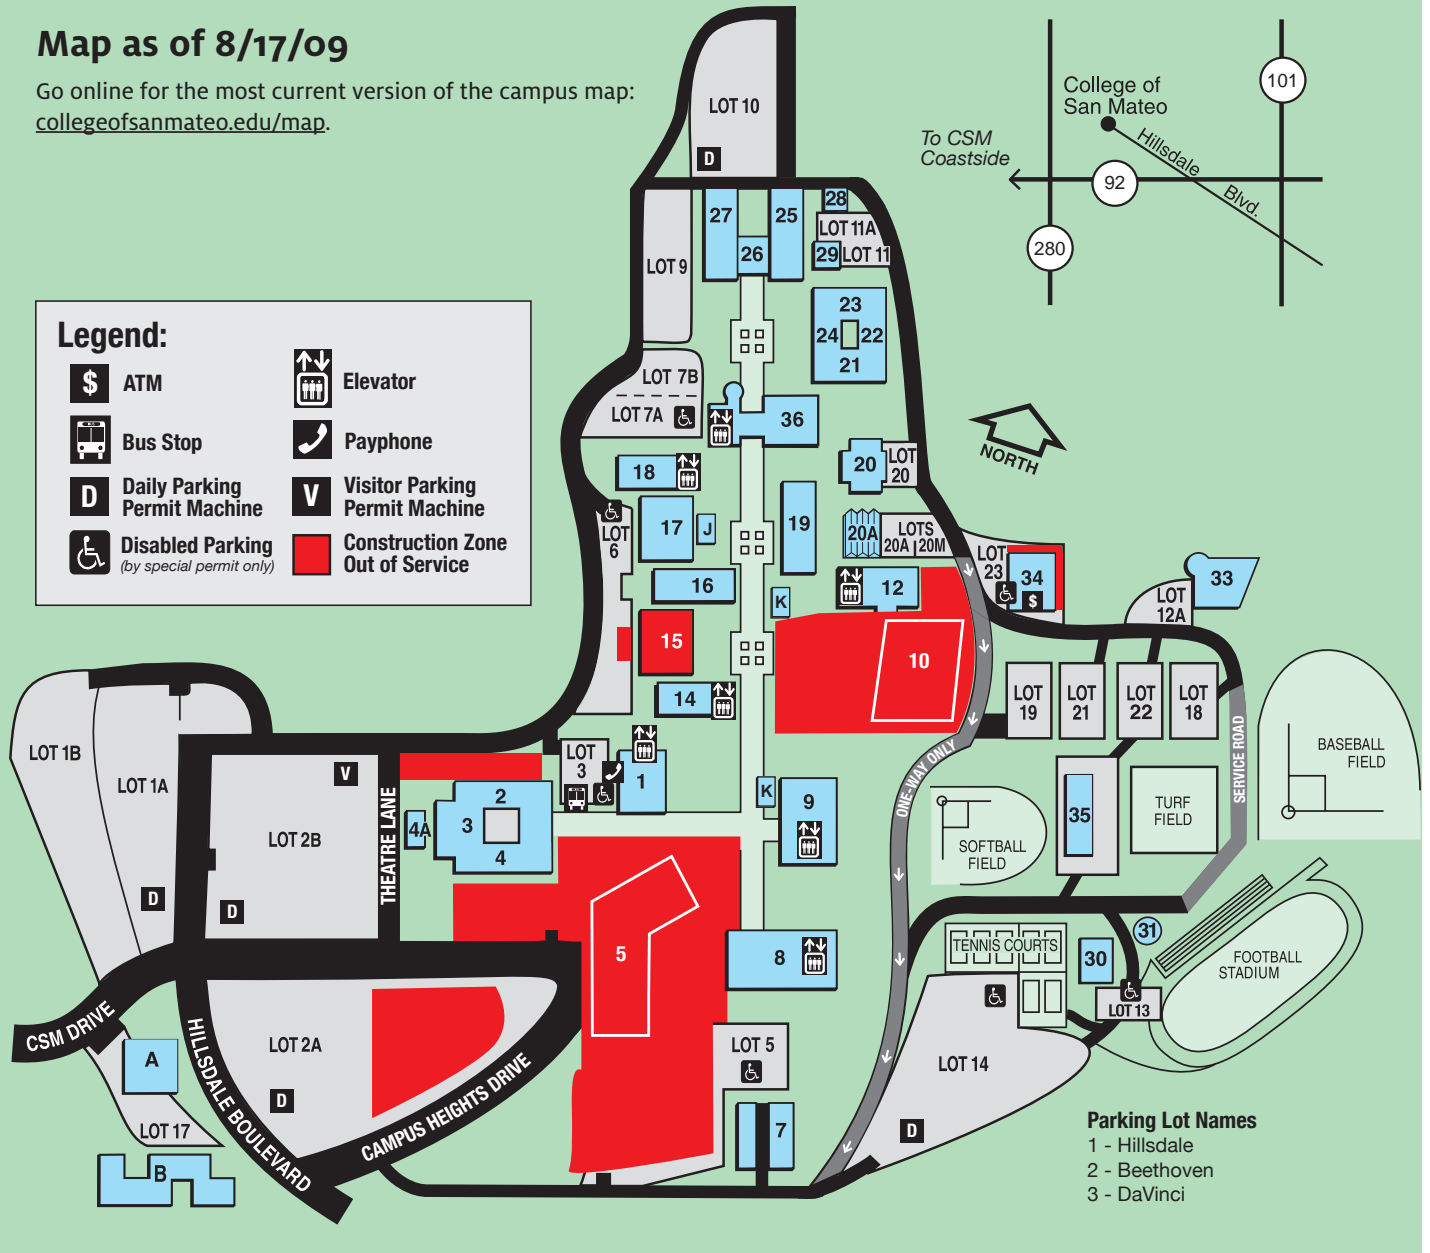 Map as of 8/17/09
Go online for the most current version of the campus map:
collegeofsanmateo.edu/map.
College of
San Mateo
101
To CSM
Coastside
Hillsdale
Blvd.
92
280
LOT 10
D
27
25
28
LOT 11A
26
29
LOT 11
LOT 9
23
24
22
21
Legend:
$
ATM
Elevator
Bus Stop
Payphone
D
Daily Parking
Permit Machine
V
Visitor Parking
Permit Machine
Disabled Parking
(by special permit only)
Construction Zone
Out of Service
LOT 7B
LOT 7A
36
NORTH
18
20
LOT
20
LOT
6
17
J
19
20A
LOTS
20A
20M
LOT
23
34
$
33
16
12
LOT
12A
K
15
10
14
LOT
19
LOT
21
LOT
22
LOT
18
LOT 1B
LOT 1A
V
LOT 2B
THEATRE LANE
LOT
3
1
2
3
4
4A
K
9
ONE-WAY ONLY
SERVICE ROAD
BASEBALL
FIELD
35
TURF
FIELD
SOFTBALL
FIELD
D
D
5
8
TENNIS COURTS
30
31
FOOTBALL
STADIUM
LOT 13
CSM DRIVE
A
LOT 17
B
HILLSDALE BOULEVARD
LOT 2A
D
CAMPUS HEIGHTS DRIVE
LOT 5
7
LOT 14
D
Parking Lot Names
1 - Hillsdale
2 - Beethoven
3 - DaVinci